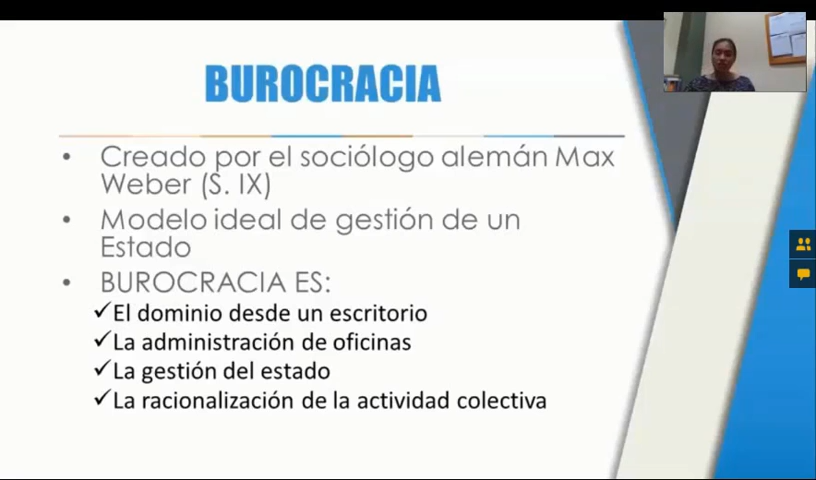 BUROCRACIA
• Creado por el sociólogo alemán Max
Weber (S. IX)
• Modelo ideal de gestión de un
Estado
• BUROCRACIA ES:
✓El dominio desde un escritorio
✓La administración de oficinas
✓La gestión del estado
✓La racionalización de la actividad colectiva